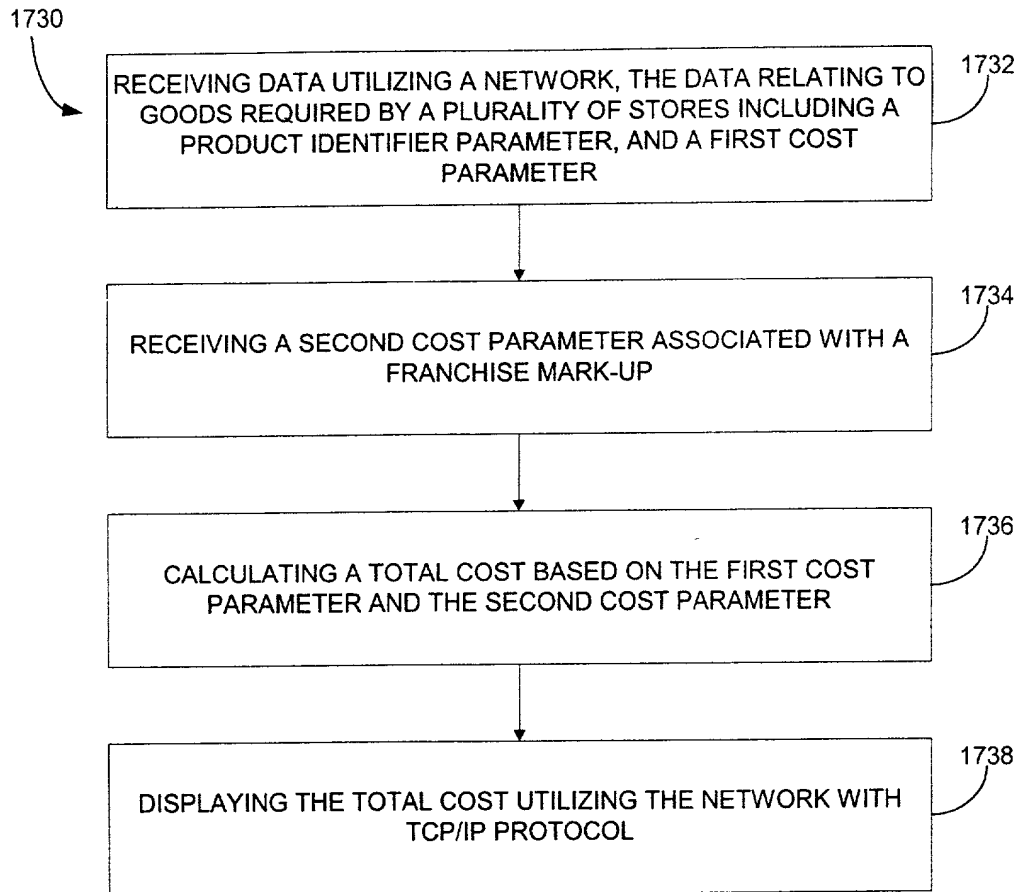 1730
1732
RECEIVING DATA UTILIZING A NETWORK, THE DATA RELATING TO
GOODS REQUIRED BY A PLURALITY OF STORES INCLUDING A
PRODUCT IDENTIFIER PARAMETER, AND A FIRST COST
PARAMETER
1734
RECEIVING A SECOND COST PARAMETER ASSOCIATED WITH A
FRANCHISE MARK-UP
1736
CALCULATING A TOTAL COST BASED ON THE FIRST COST
PARAMETER AND THE SECOND COST PARAMETER
1738
DISPLAYING THE TOTAL COST UTILIZING THE NETWORK WITH
TCP/IP PROTOCOL